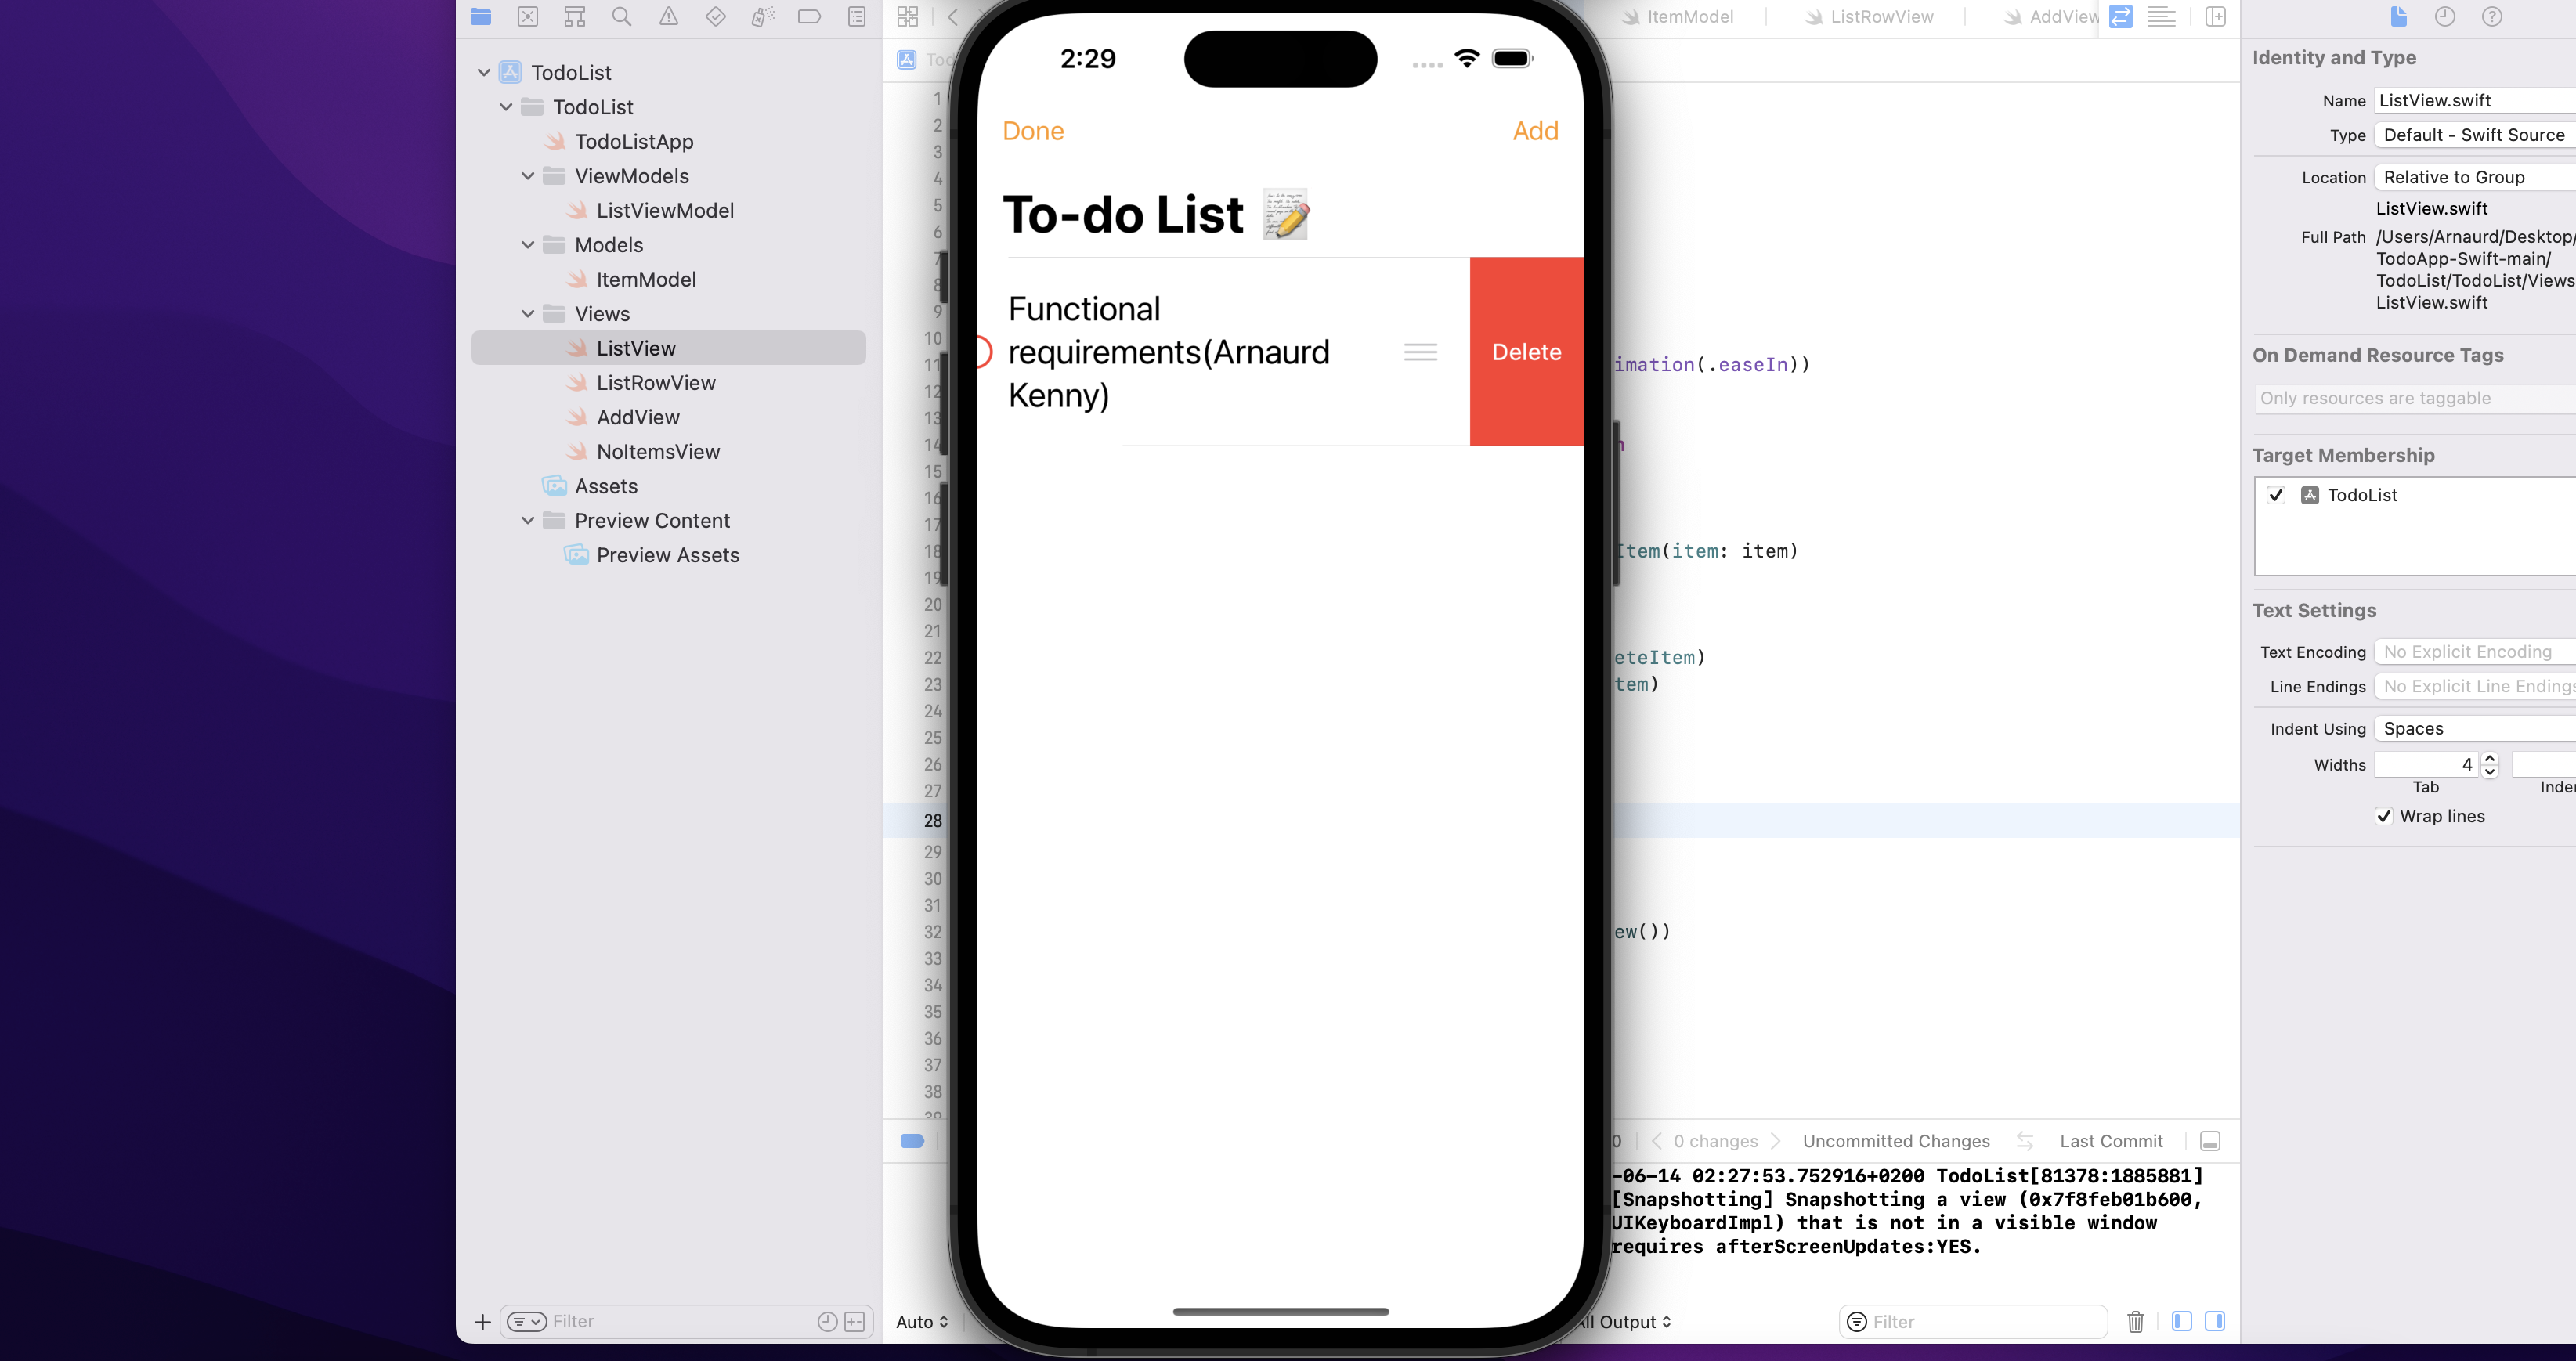 TodoList
TodoList
TodoListApp
ViewModels
ListViewModel
Models
ItemModel
Views
ListView
ListRowView
AddView
NoItemsView
Assets
Preview Content
Preview Assets
Filter
ItemModel
ListRowView
AddView
1
2
3
4
5
6
7
8
9
10
11
imation(.easeIn))
12
13
14
15
16
17
18
Item(item: item)
19
20
21
22
eteItem)
23
tem)
24
25
26
27
28
29
30
31
32
ew())
33
34
35
36
37
38
39
2:29
Done
Add
To-do List 📝
Functional
requirements(Arnaurd
Kenny)
Delete
0 changes
Uncommitted Changes
Last Commit
-06-14 02:27:53.752916+0200 TodoList[81378:1885881]
[Snapshotting] Snapshotting a view (0x7f8feb01b600,
UIKeyboardImpl) that is not in a visible window
requires afterScreenUpdates:YES.
Auto
All Output
Filter
Identity and Type
Name ListView.swift
Type Default - Swift Source
Location Relative to Group
ListView.swift
Full Path /Users/Arnaurd/Desktop/
TodoApp-Swift-main/
TodoList/TodoList/Views
ListView.swift
On Demand Resource Tags
Only resources are taggable
Target Membership
TodoList
Text Settings
Text Encoding No Explicit Encoding
Line Endings No Explicit Line Endings
Indent Using Spaces
Widths 4
Tab
Wrap lines